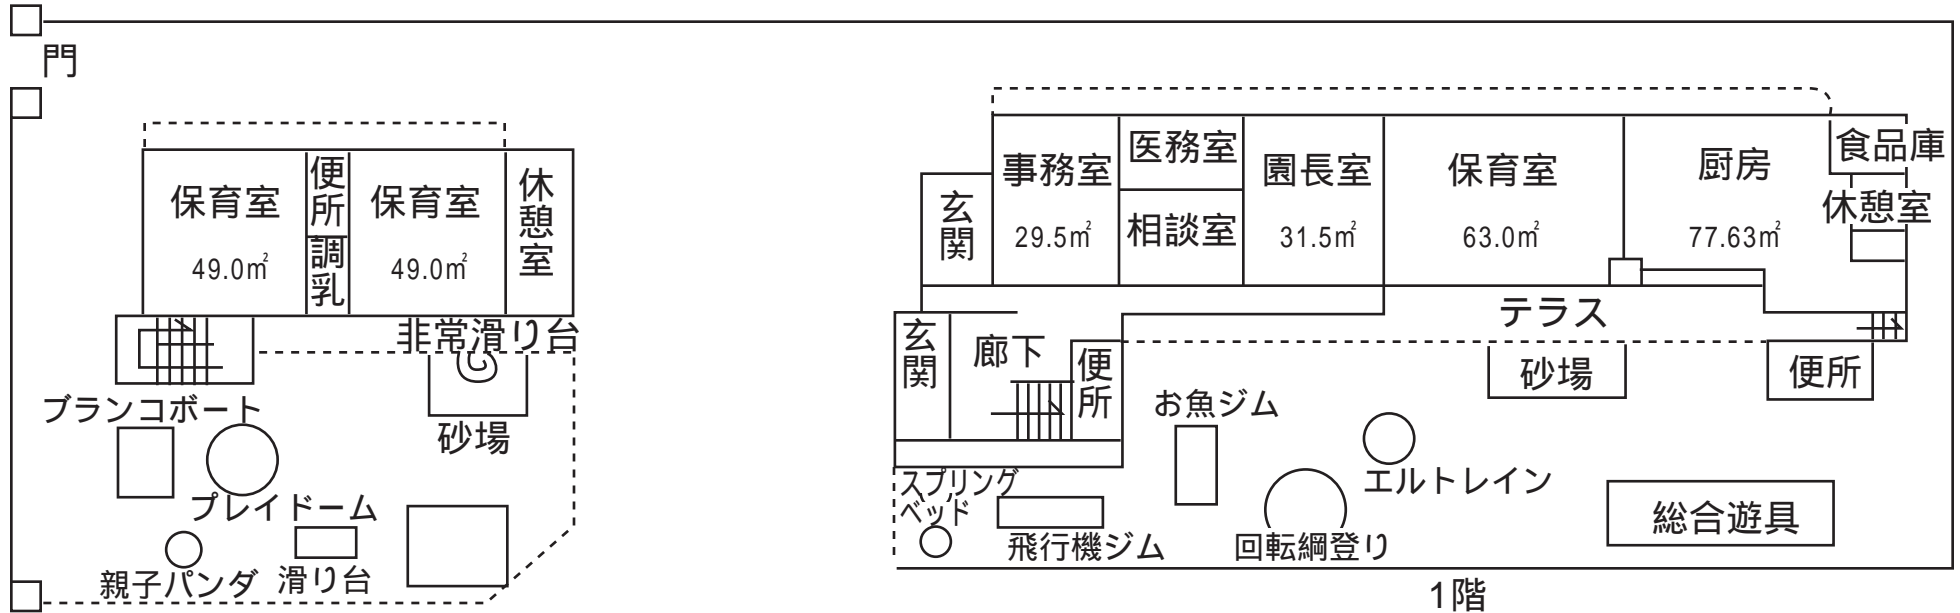 門
保育室
49.0㎡
便所
調乳
保育室
49.0㎡
休憩室
非常滑り台
砂場
ブランコボート
プレイドーム
親子パンダ
滑り台
玄関
事務室
29.5㎡
医務室
相談室
園長室
31.5㎡
保育室
63.0㎡
厨房
77.63㎡
食品庫
休憩室
テラス
玄関
廊下
便所
砂場
便所
お魚ジム
エルトレイン
スプリング
ベッド
飛行機ジム
回転綱登り
総合遊具
1階